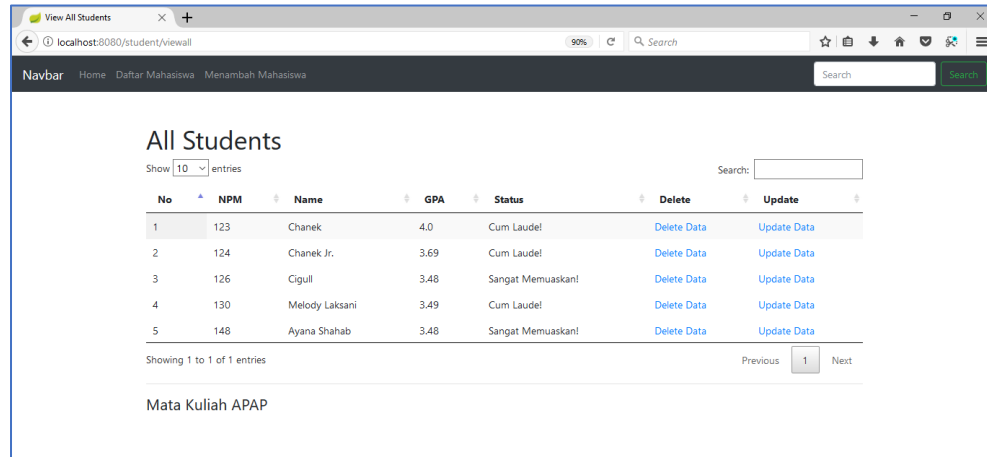 View All Students
localhost:8080/student/viewall 90% Search
Navbar Home Daftar Mahasiswa Menambah Mahasiswa Search Search
All Students
Show 10 entries Search:
No NPM Name GPA Status Delete Update
1 123 Chanek 4.0 Cum Laude! Delete Data Update Data
2 124 Chanek Jr. 3.69 Cum Laude! Delete Data Update Data
3 126 Cigull 3.48 Sangat Memuaskan! Delete Data Update Data
4 130 Melody Laksani 3.49 Cum Laude! Delete Data Update Data
5 148 Ayana Shahab 3.48 Sangat Memuaskan! Delete Data Update Data
Showing 1 to 1 of 1 entries Previous 1 Next
Mata Kuliah APAP